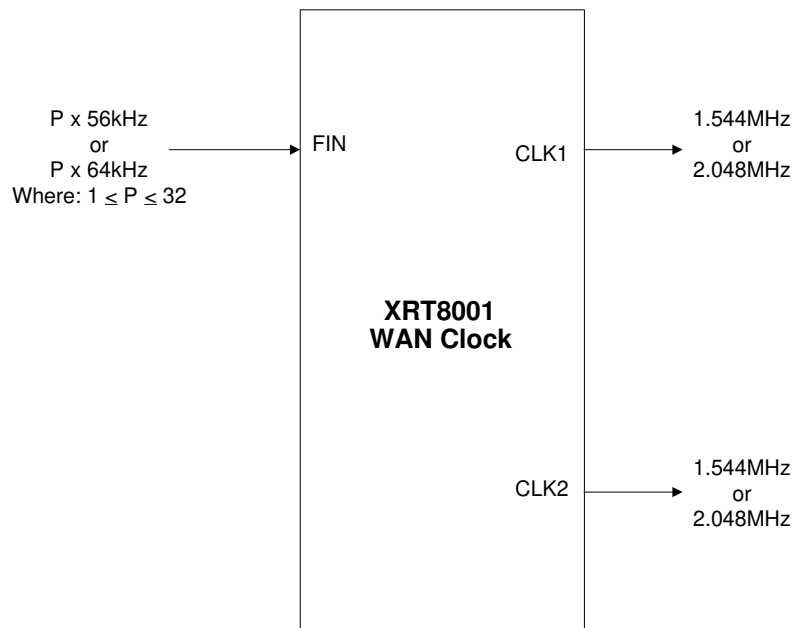 P x 56kHz
or
P x 64kHz
Where: 1 ≤ P ≤ 32
FIN
CLK1
1.544MHz
or
2.048MHz
XRT8001
WAN Clock
CLK2
1.544MHz
or
2.048MHz